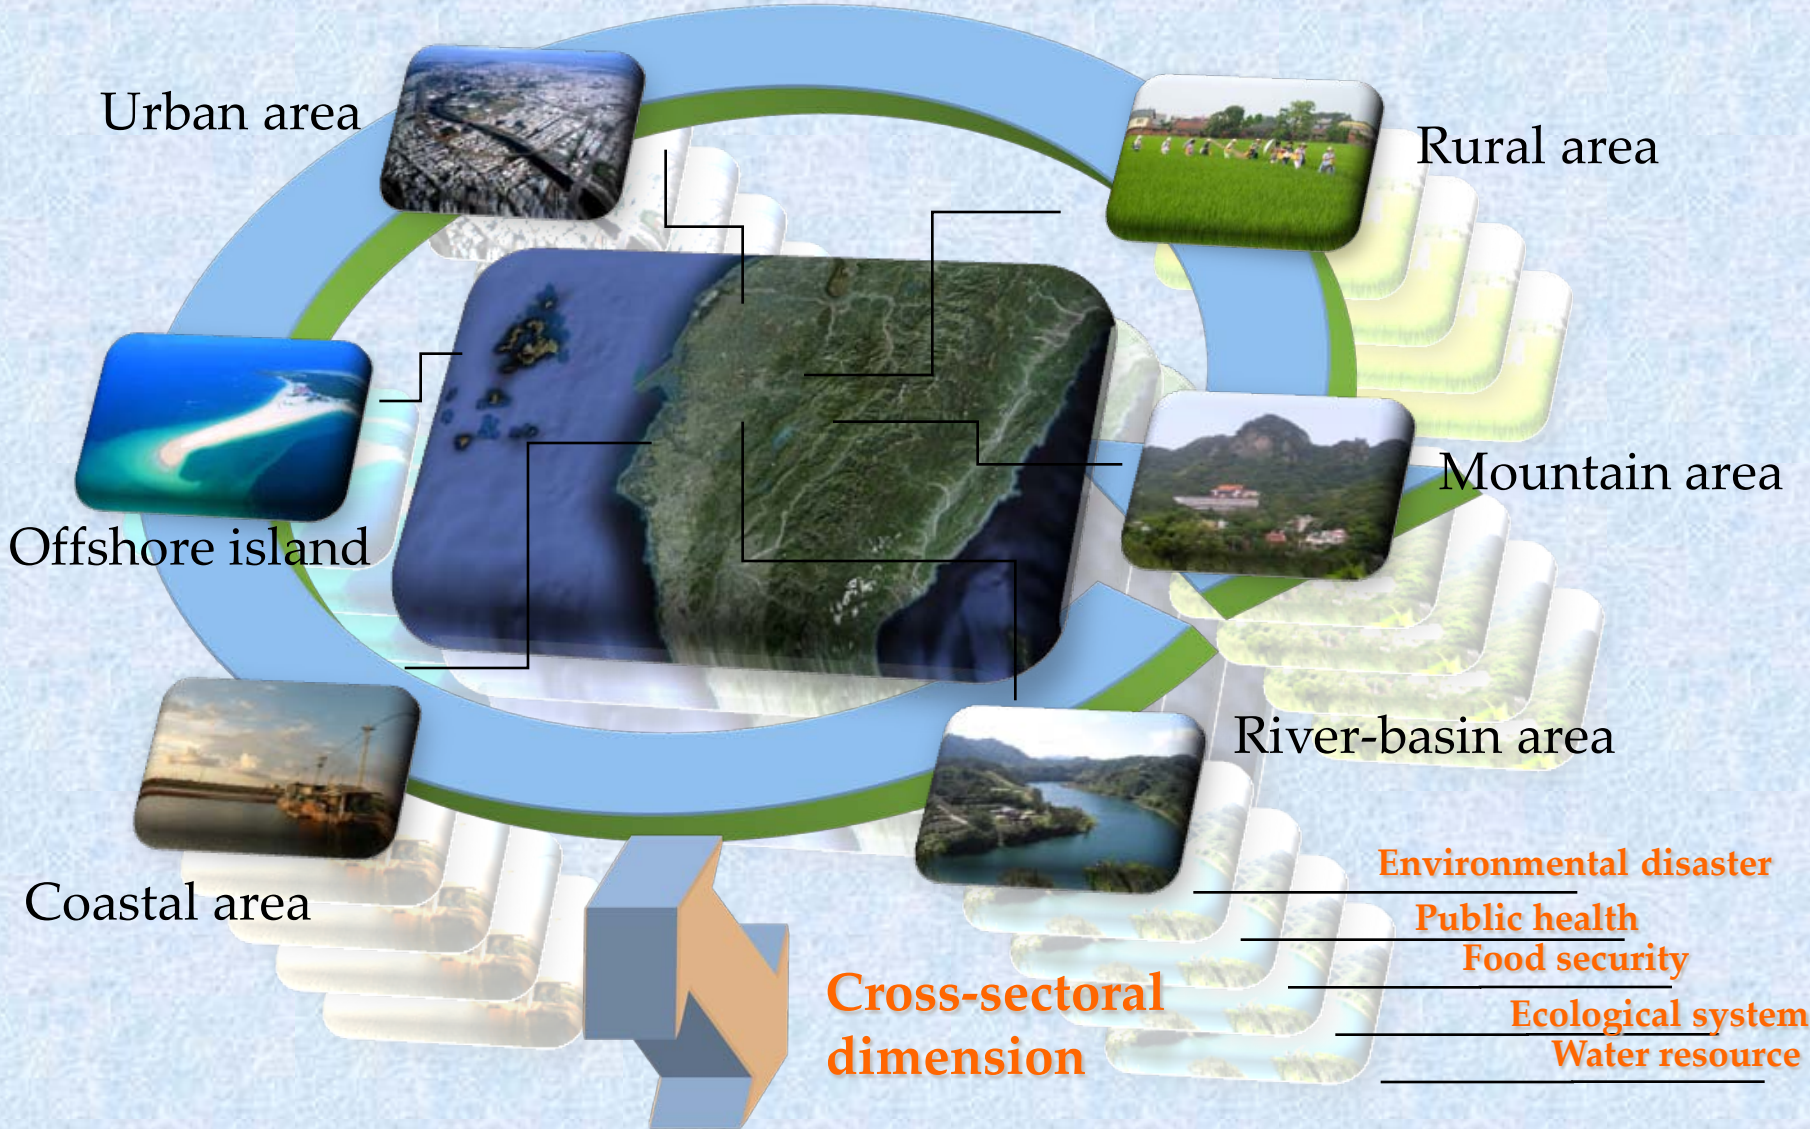 Urban area
Rural area
Offshore island
Mountain area
River-basin area
Coastal area
Environmental disaster
Public health
Food security
Cross-sectoral
dimension
Ecological system
Water resource